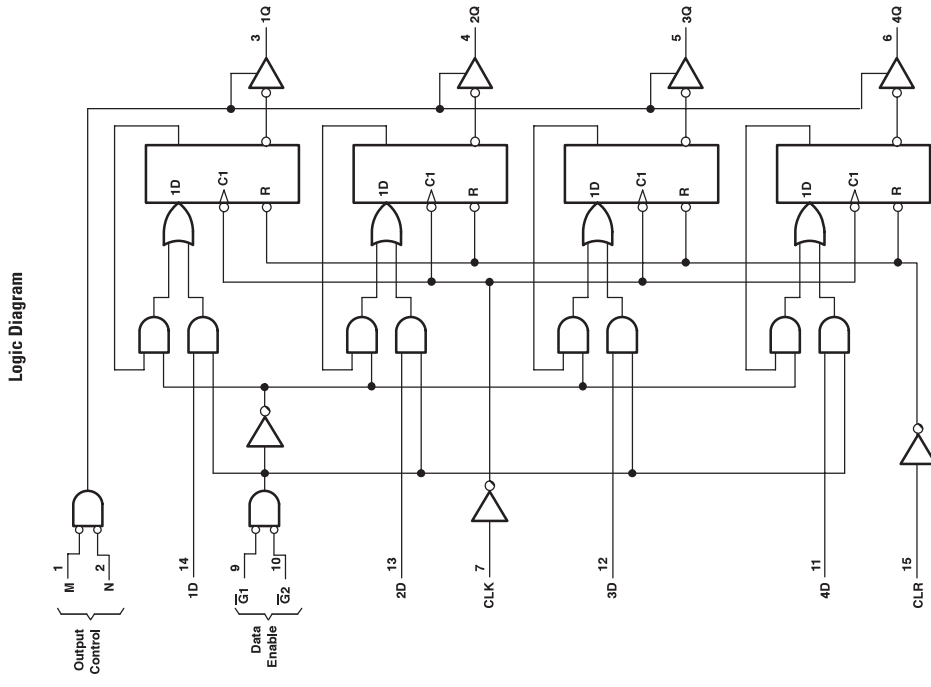 Logic Diagram
Output
Control
M
1
N
2
1D
14
Data
Enable
G1
9
G2
10
2D
13
CLK
7
3D
12
4D
11
CLR
15
1D
C1
R
3
1Q
1D
C1
R
4
2Q
1D
C1
R
5
3Q
1D
C1
R
6
4Q